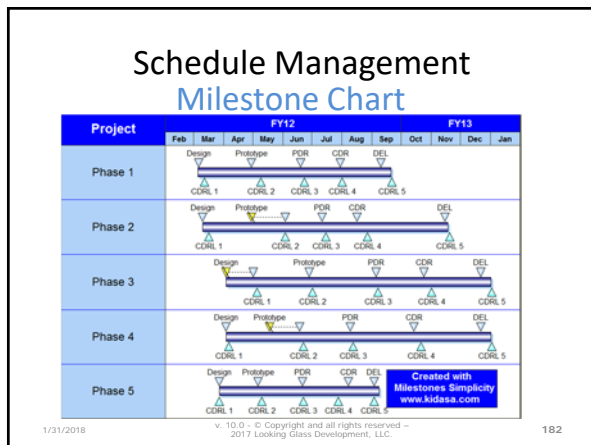 Schedule Management
Milestone Chart
Project FY12 FY13
Feb Mar Apr May Jun Jul Aug Sep Oct Nov Dec Jan
Design Prototype PDR CDR DEL
Phase 1
CDRL 1 CDRL 2 CDRL 3 CDRL 4 CDRL 5
Design Prototype PDR CDR DEL
Phase 2
CDRL 1 CDRL 2 CDRL 3 CDRL 4 CDRL 5
Design Prototype PDR CDR DEL
Phase 3
CDRL 1 CDRL 2 CDRL 3 CDRL 4 CDRL 5
Design Prototype PDR CDR DEL
Phase 4
CDRL 1 CDRL 2 CDRL 3 CDRL 4 CDRL 5
Design Prototype PDR CDR DEL
Phase 5
CDRL 1 CDRL 2 CDRL 3 CDRL 4 CDRL 5
Created with
Milestones Simplicity
www.kidasa.com
1/31/2018
v. 10.0 - © Copyright and all rights reserved –
2017 Looking Glass Development, LLC.
182